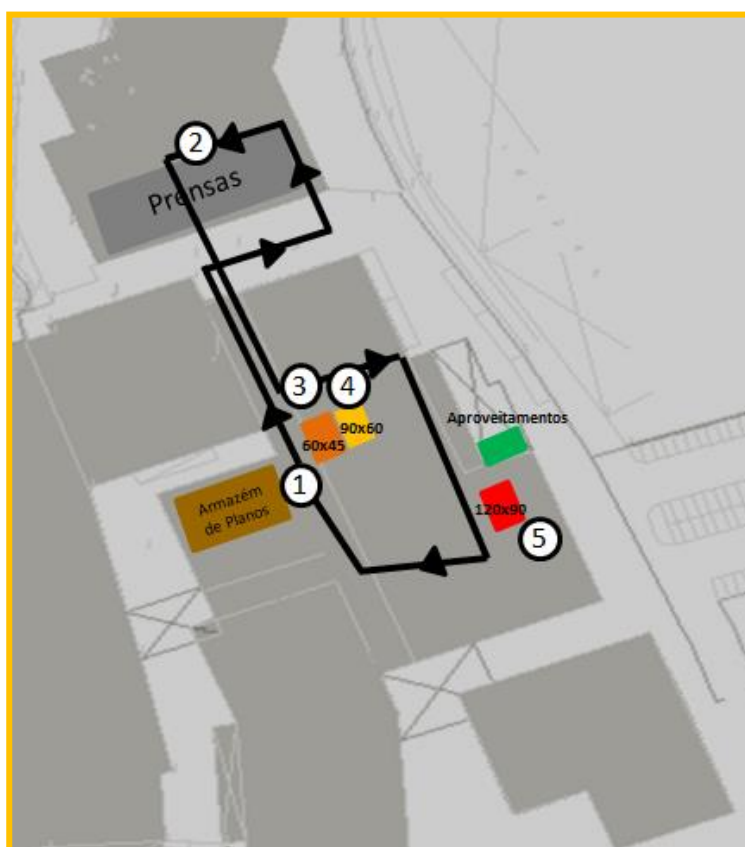 2
Prensas
3
4
Aproveitamentos
90x60
60x45
1
Armazém
de Planos
120x90
5